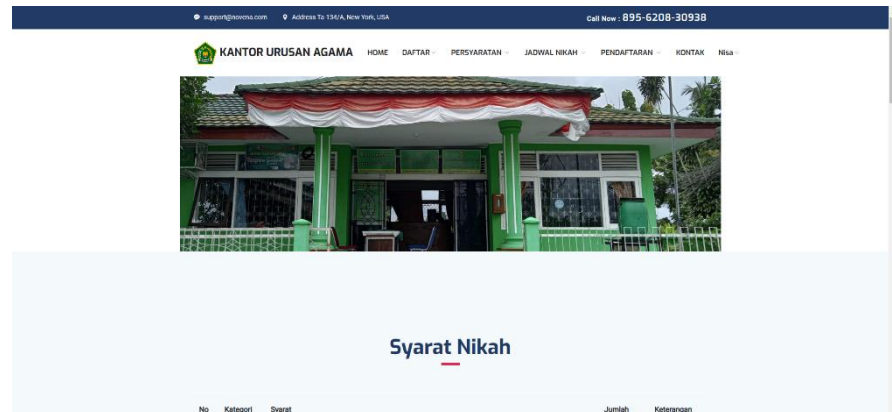 support@novena.com Address Ta-134/A, New York, USA Call Now : 895-6208-30938
KANTOR URUSAN AGAMA HOME DAFTAR PERSYARATAN JADWAL NIKAH PENDAFTARAN KONTAK Nisa
Syarat Nikah
No Kategori Syarat Jumlah Keterangan